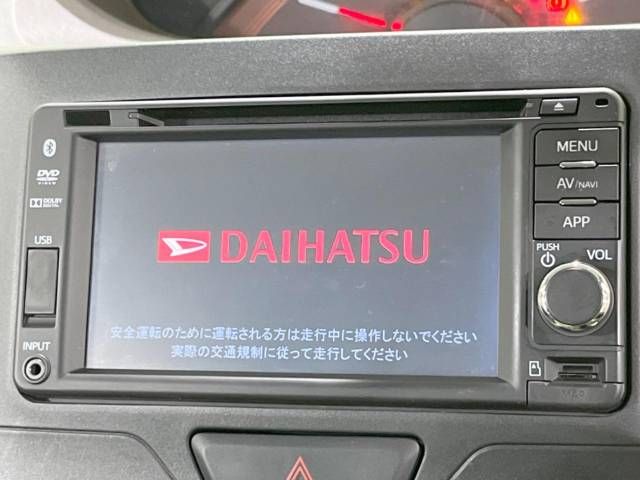 MENU
AV/NAVI
APP
PUSH
VOL
DVD
VIDEO
DOLBY
DIGITAL
USB
INPUT
DAIHATSU
安全運転のために運転される方は走行中に操作しないでください
実際の交通規制に従って走行してください